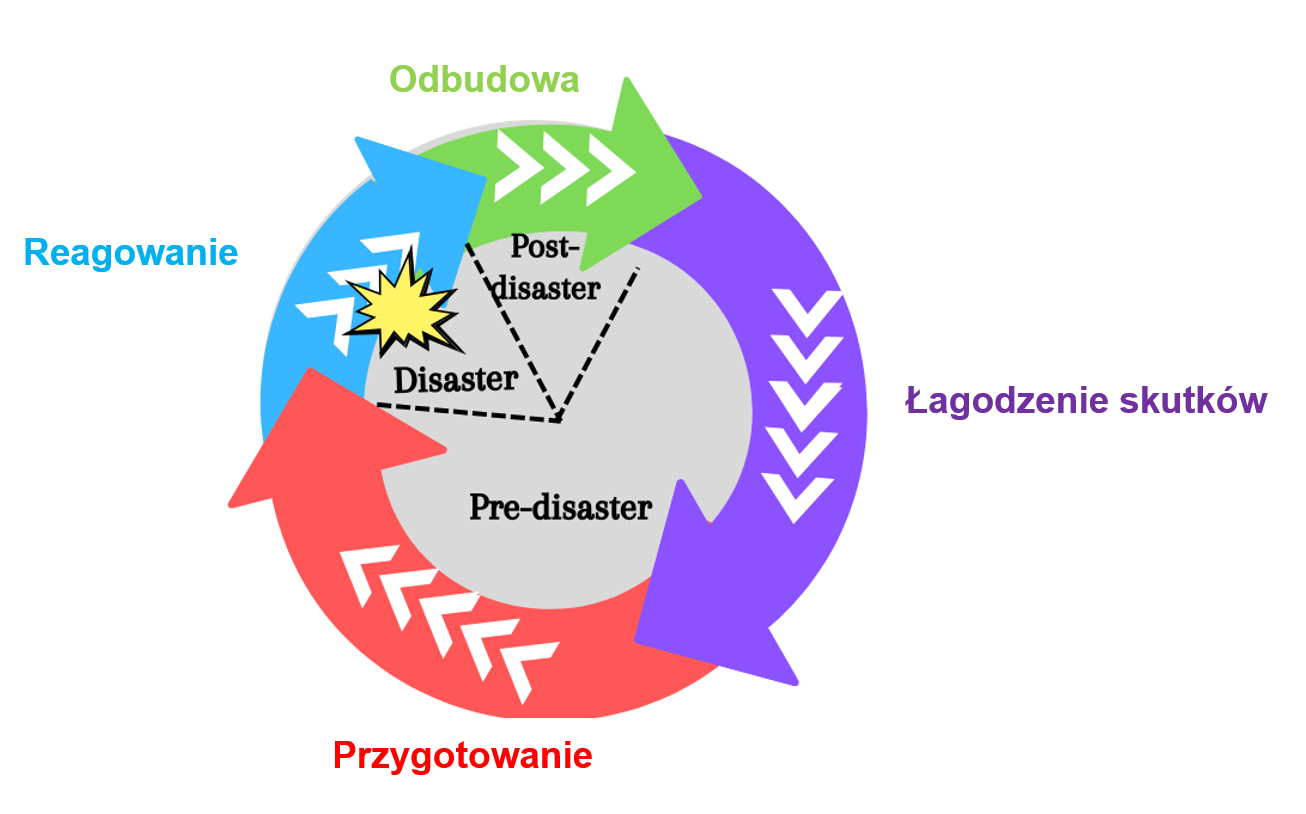 Odbudowa
Reagowanie
Post-
disaster
Disaster
Łagodzenie skutków
Pre-disaster
Przygotowanie